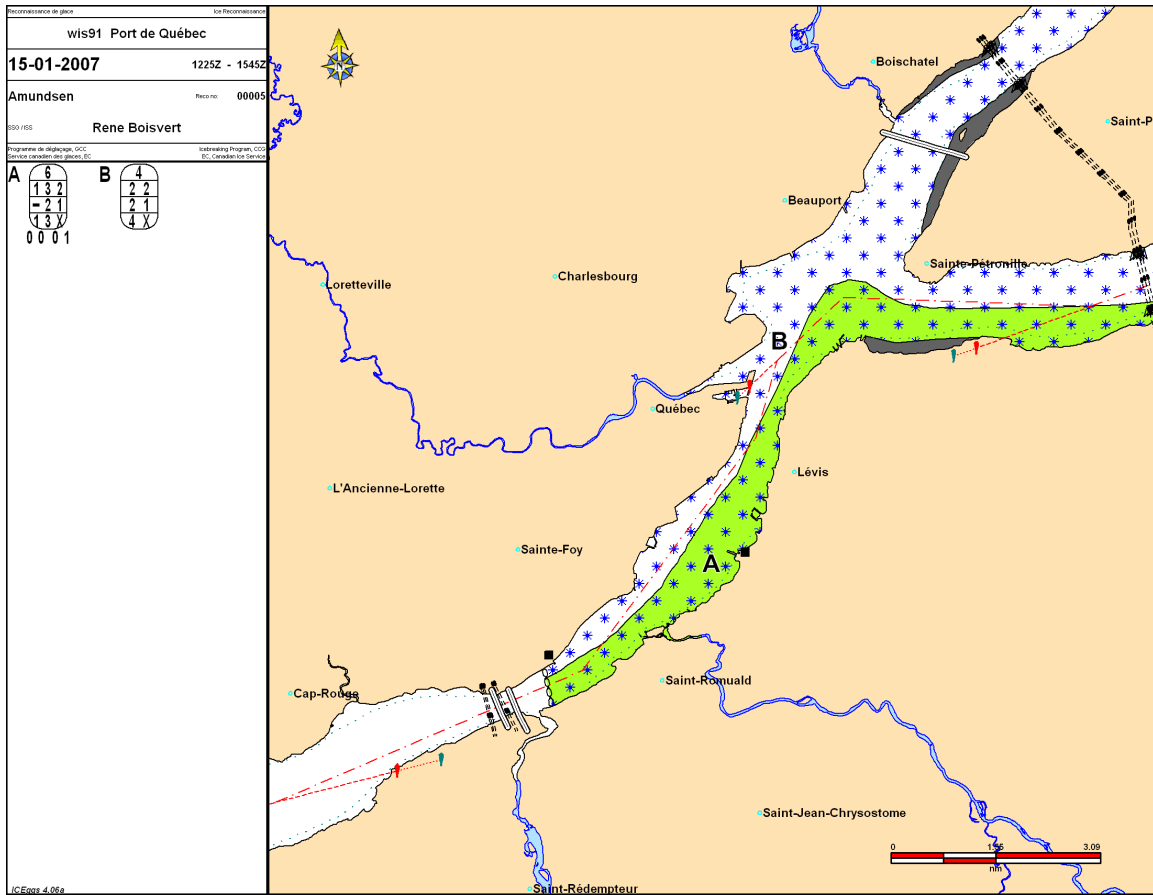 Reconnaissance de glace Ice Reconnaissance
wis91 Port de Québec
15-01-2007 1225Z - 1545Z
Amundsen Reco no: 00005
SSG /ISS Rene Boisvert
Programme de déglaçage, GCC Icebreaking Program, CCG
Service canadien des glaces, EC EC, Canadian Ice Service
A B
6 4
1 3 2 2 2
- 2 1 2 1
1 3 X 4 X
0 0 0 1
N
Boischatel
Saint-P
Beauport
Sainte-Pétronille
Charlesbourg
Loretteville
B
Québec
Lévis
L'Ancienne-Lorette
Sainte-Foy
A
Saint-Romuald
Cap-Rouge
Saint-Jean-Chrysostome
0 1.55 3.09
nm
Saint-Rédempteur
ICEggs 4.06a